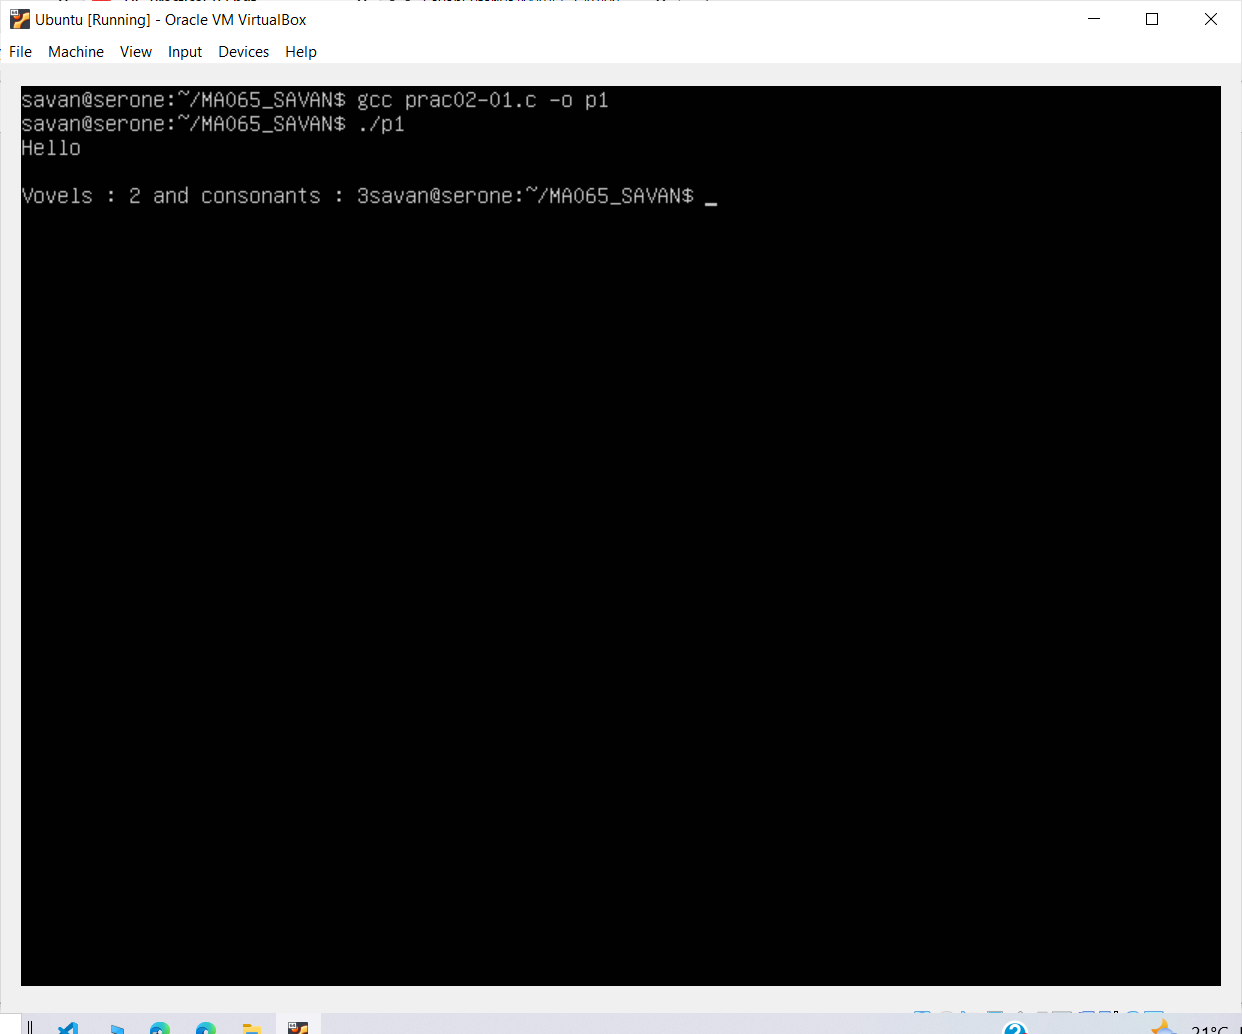 Ubuntu [Running] - Oracle VM VirtualBox
File Machine View Input Devices Help
savan@serone:~/MA065_SAVAN$ gcc prac02-01.c -o p1
savan@serone:~/MA065_SAVAN$ ./p1
Hello
Vovels : 2 and consonants : 3savan@serone:~/MA065_SAVAN$ _
21°C